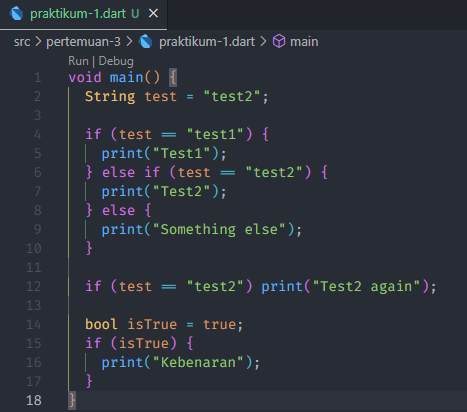 praktikum-1.dart U ×
src > pertemuan-3 > praktikum-1.dart > main
Run | Debug
1 void main() {
2   String test = "test2";
3
4   if (test == "test1") {
5     print("Test1");
6   } else if (test == "test2") {
7     print("Test2");
8   } else {
9     print("Something else");
10   }
11
12   if (test == "test2") print("Test2 again");
13
14   bool isTrue = true;
15   if (isTrue) {
16     print("Kebenaran");
17   }
18 }